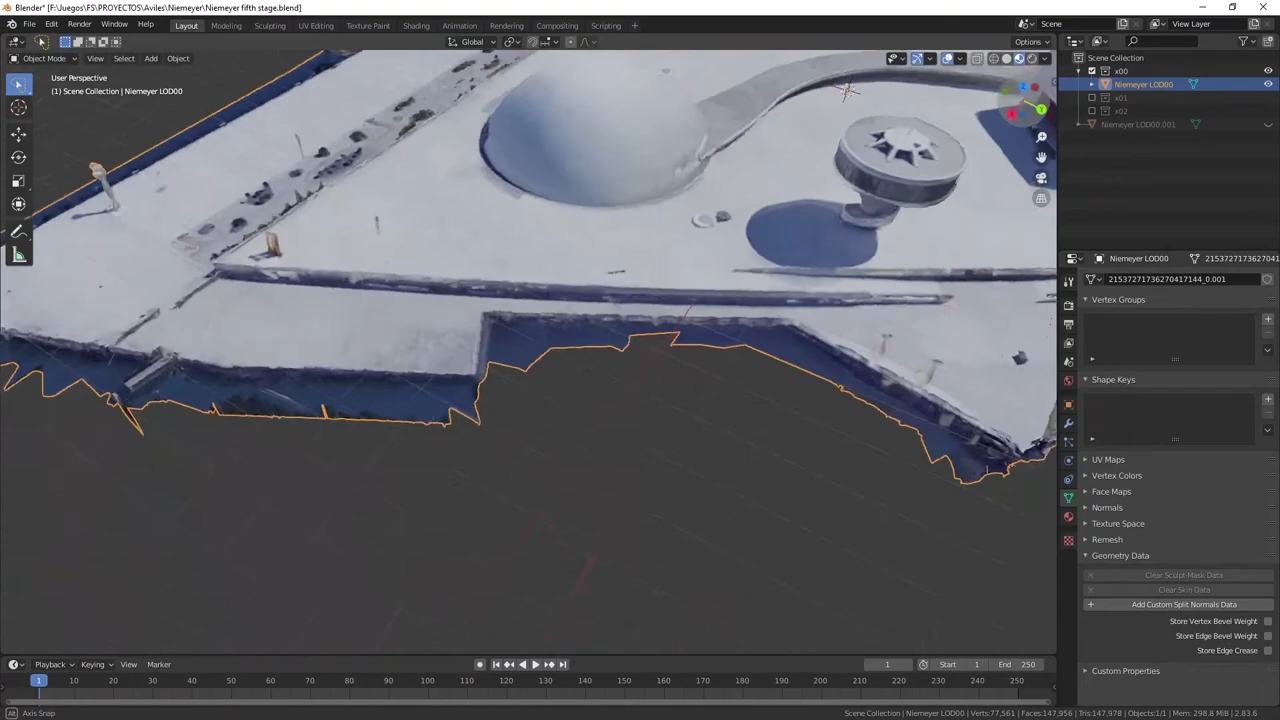 Blender* [F:\Juegos\FS\PROYECTOS\Aviles\Niemeyer\Niemeyer fifth stage.blend]
File Edit Render Window Help Layout Modeling Sculpting UV Editing Texture Paint Shading Animation Rendering Compositing Scripting + Scene View Layer
Global Options
Object Mode View Select Add Object
User Perspective
(1) Scene Collection | Niemeyer LOD00
Scene Collection
x00
Niemeyer LOD00
x01
x02
Niemeyer LOD00.001
Niemeyer LOD00 2153727173627041
21537271736270417144_0.001
Vertex Groups
Shape Keys
UV Maps
Vertex Colors
Face Maps
Normals
Texture Space
Remesh
Geometry Data
Clear Sculpt-Mask Data
Clear Skin Data
Add Custom Split Normals Data
Store Vertex Bevel Weight
Store Edge Bevel Weight
Store Edge Crease
Custom Properties
Playback Keying View Marker 1 Start 1 End 250
1 10 20 30 40 50 60 70 80 90 100 110 120 130 140 150 160 170 180 190 200 210 220 230 240 250
Alt Axis Snap Scene Collection | Niemeyer LOD00 | Verts:77,561 | Faces:147,956 | Tris:147,978 | Objects:1/1 | Mem: 298.8 MiB | 2.83.6